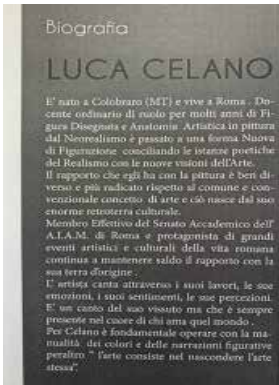 Biografia
LUCA CELANO
E' nato a Colobraro (MT) e vive a Roma . Do-
cente ordinario di ruolo per molti anni di Fi-
gura Disegnata e Anatomia Artistica in pittura
dal Neorealismo è passato a una forma Nuova
di Figurazione conciliando le istanze poetiche
del Realismo con le nuove visioni dell'Arte.
Il rapporto che egli ha con la pittura è ben di-
verso e più radicato rispetto al comune e con-
venzionale concetto di arte e ciò nasce dal suo
enorme retroterra culturale.
Membro Effettivo del Senato Accademico dell'
A.I.A.M. di Roma e protagonista di grandi
eventi artistici e culturali della vita romana
continua a mantenere saldo il rapporto con la
sua terra d'origine .
L' artista canta attraverso i suoi lavori, le sue
emozioni, i suoi sentimenti, le sue percezioni.
E' un canto del suo vissuto ma che è sempre
presente nel cuore di chi ama quel mondo .
Per Celano è fondamentale operare con la ma-
nualità dei colori e delle narrazioni figurative
peraltro " l'arte consiste nel nascondere l'arte
stessa".